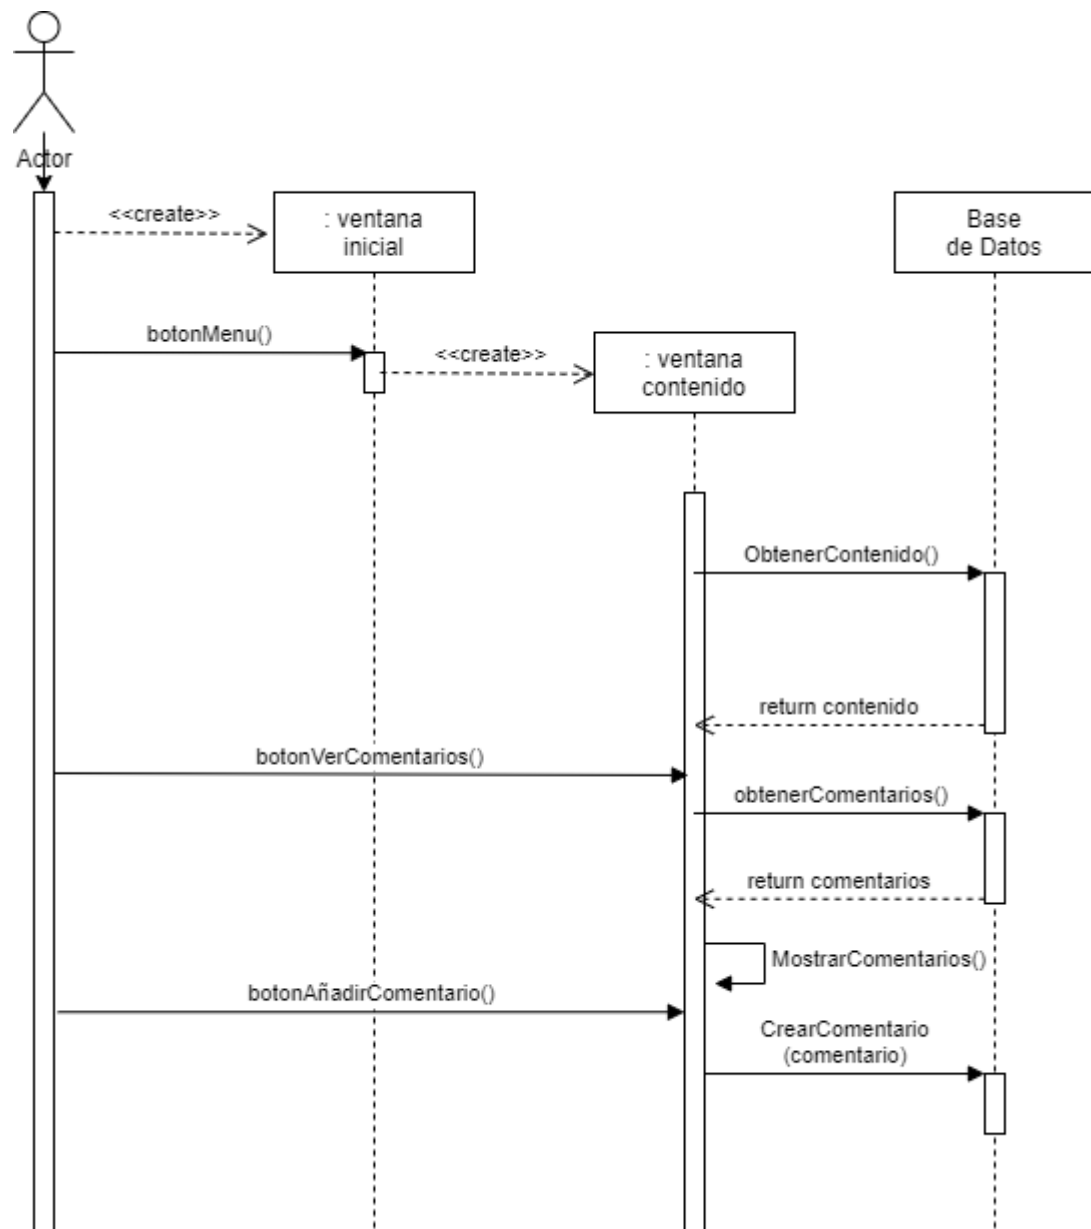 Actor
<<create>>
: ventana
inicial
Base
de Datos
botonMenu()
<<create>>
: ventana
contenido
ObtenerContenido()
return contenido
botonVerComentarios()
obtenerComentarios()
return comentarios
MostrarComentarios()
botonAñadirComentario()
CrearComentario
(comentario)